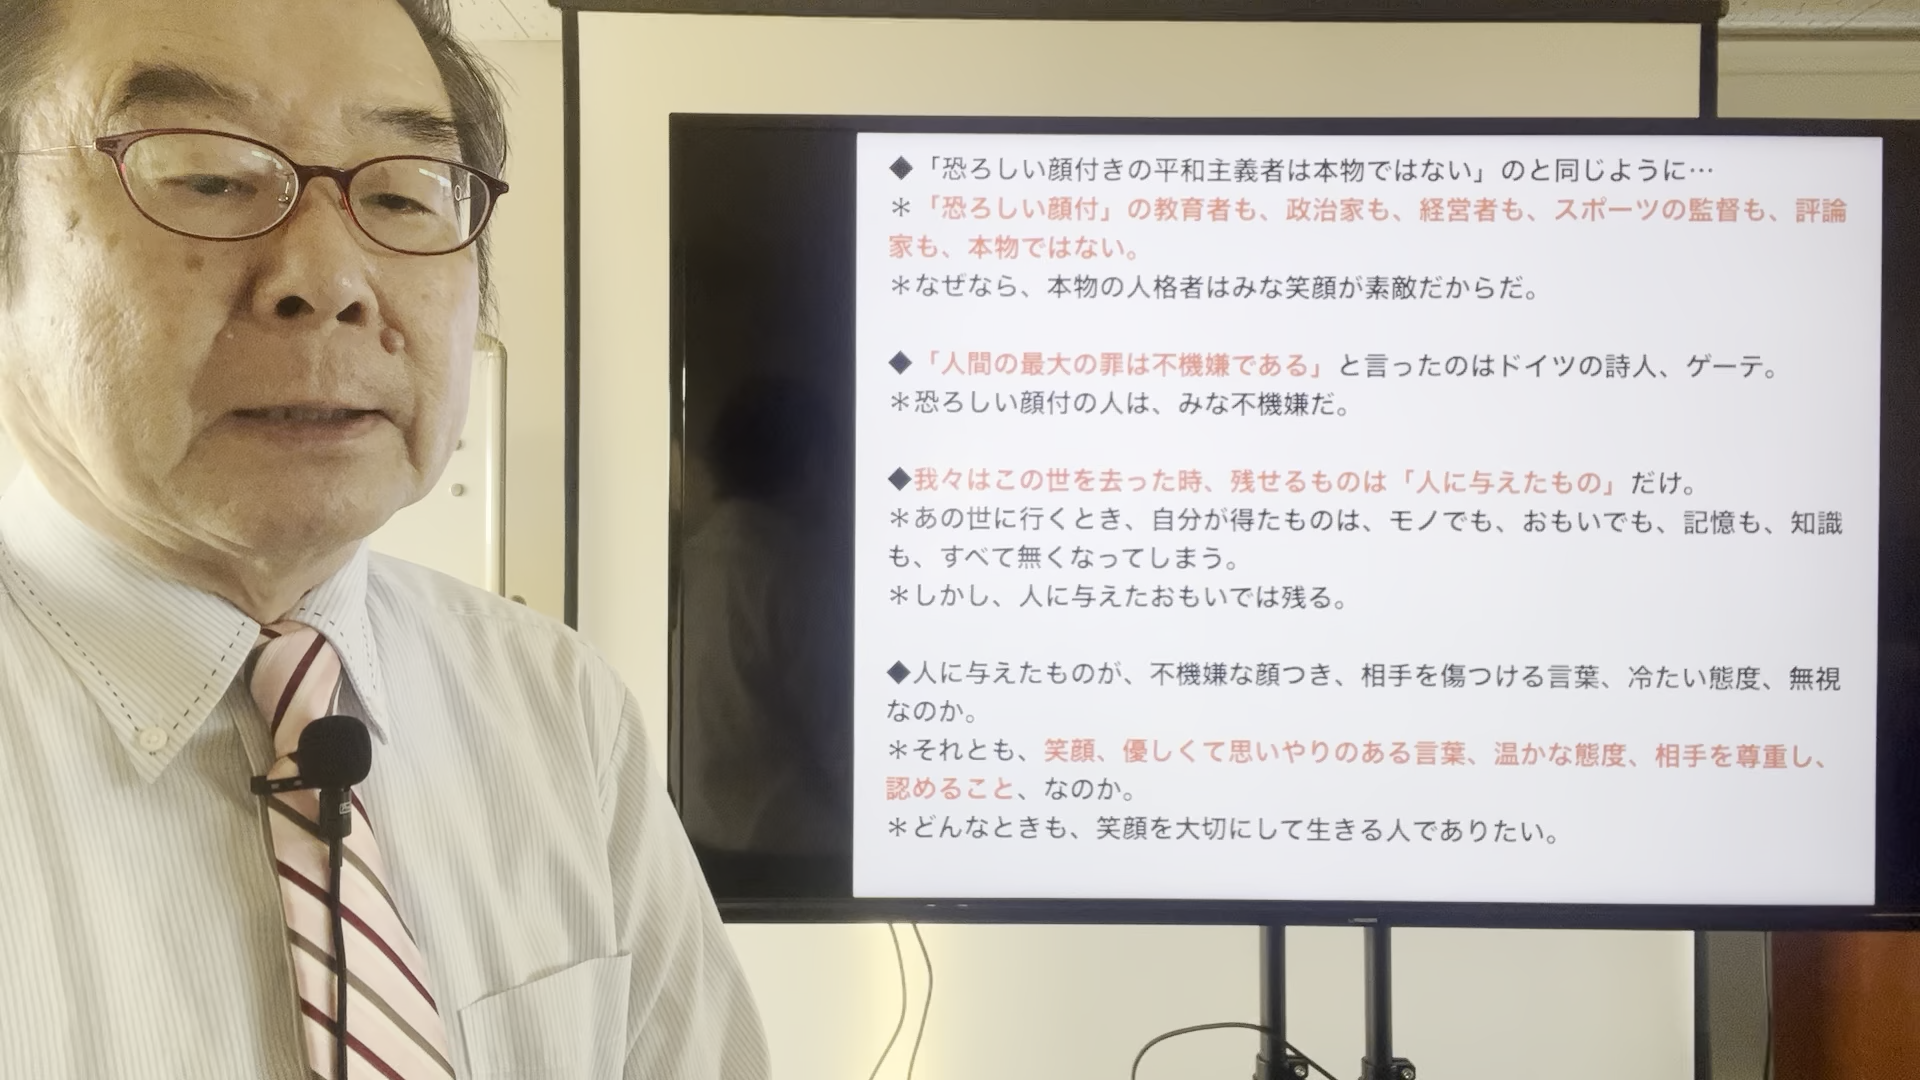 ◆「恐ろしい顔付きの平和主義者は本物ではない」のと同じように…
＊「恐ろしい顔付」の教育者も、政治家も、経営者も、スポーツの監督も、評論
家も、本物ではない。
＊なぜなら、本物の人格者はみな笑顔が素敵だからだ。
◆「人間の最大の罪は不機嫌である」と言ったのはドイツの詩人、ゲーテ。
＊恐ろしい顔付の人は、みな不機嫌だ。
◆我々はこの世を去った時、残せるものは「人に与えたもの」だけ。
＊あの世に行くとき、自分が得たものは、モノでも、おもいでも、記憶も、知識
も、すべて無くなってしまう。
＊しかし、人に与えたおもいでは残る。
◆人に与えたものが、不機嫌な顔つき、相手を傷つける言葉、冷たい態度、無視
なのか。
＊それとも、笑顔、優しくて思いやりのある言葉、温かな態度、相手を尊重し、
認めること、なのか。
＊どんなときも、笑顔を大切にして生きる人でありたい。